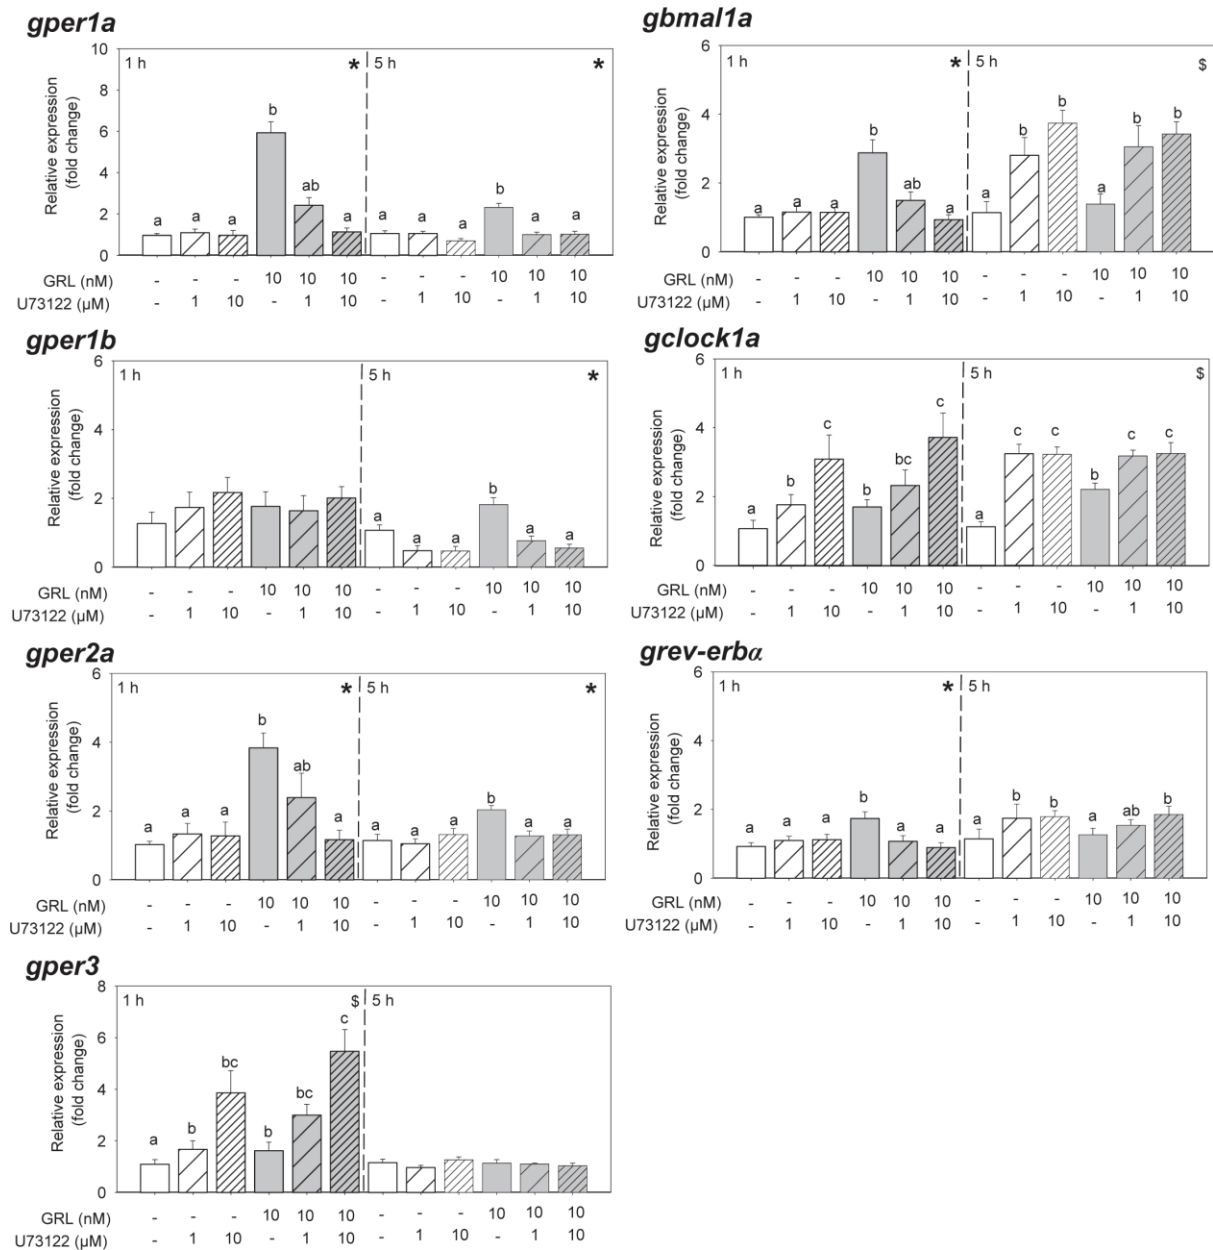 gper1a
Relative expression
(fold change)
10
8
6
4
2
0
1 h
*
5 h
*
a a a b ab a a a a b a a
GRL (nM) - - - 10 10 10 - - - 10 10 10
U73122 (µM) - 1 10 - 1 10 - 1 10 - 1 10
gbmal1a
Relative expression
(fold change)
6
4
2
0
1 h
*
5 h
$
a a a b ab a a b b a b b
GRL (nM) - - - 10 10 10 - - - 10 10 10
U73122 (µM) - 1 10 - 1 10 - 1 10 - 1 10
gper1b
Relative expression
(fold change)
6
4
2
0
1 h
5 h
*
a a a b a a
GRL (nM) - - - 10 10 10 - - - 10 10 10
U73122 (µM) - 1 10 - 1 10 - 1 10 - 1 10
gclock1a
Relative expression
(fold change)
6
4
2
0
1 h
5 h
$
a b c b bc c a c c b c c
GRL (nM) - - - 10 10 10 - - - 10 10 10
U73122 (µM) - 1 10 - 1 10 - 1 10 - 1 10
gper2a
Relative expression
(fold change)
6
4
2
0
1 h
*
5 h
*
a a a b ab a a a a b a a
GRL (nM) - - - 10 10 10 - - - 10 10 10
U73122 (µM) - 1 10 - 1 10 - 1 10 - 1 10
grev-erbα
Relative expression
(fold change)
6
4
2
0
1 h
*
5 h
a a a b a a a b b a ab b
GRL (nM) - - - 10 10 10 - - - 10 10 10
U73122 (µM) - 1 10 - 1 10 - 1 10 - 1 10
gper3
Relative expression
(fold change)
8
6
4
2
0
1 h
$
5 h
a b bc b bc c
GRL (nM) - - - 10 10 10 - - - 10 10 10
U73122 (µM) - 1 10 - 1 10 - 1 10 - 1 10